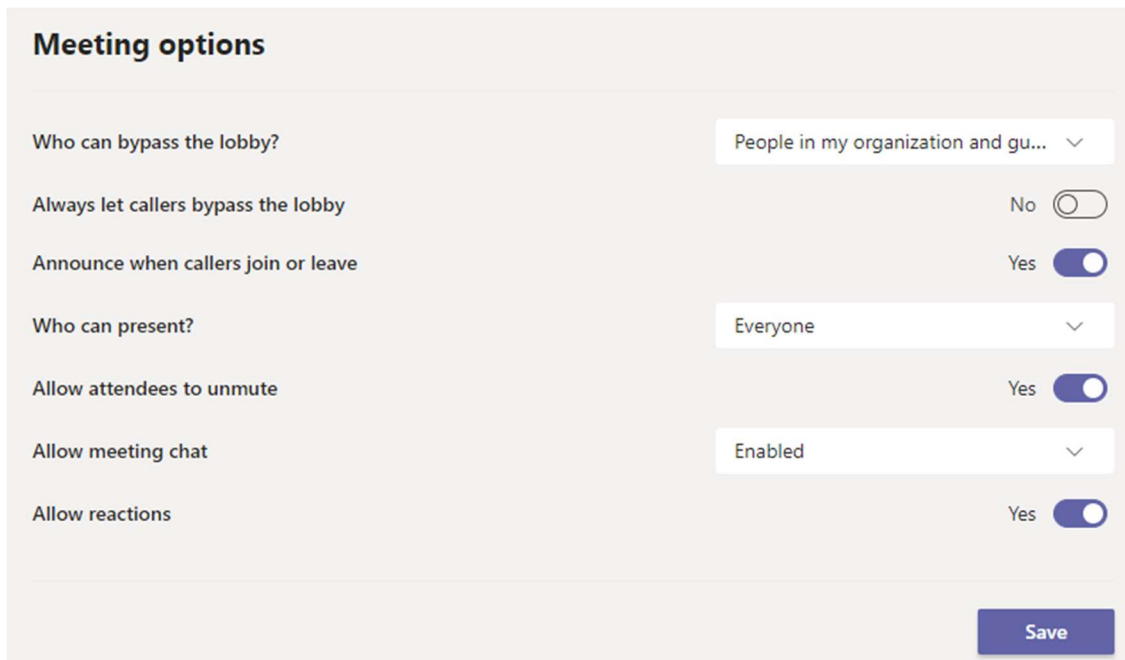 Meeting options
Who can bypass the lobby? People in my organization and gu...
Always let callers bypass the lobby No
Announce when callers join or leave Yes
Who can present? Everyone
Allow attendees to unmute Yes
Allow meeting chat Enabled
Allow reactions Yes
Save